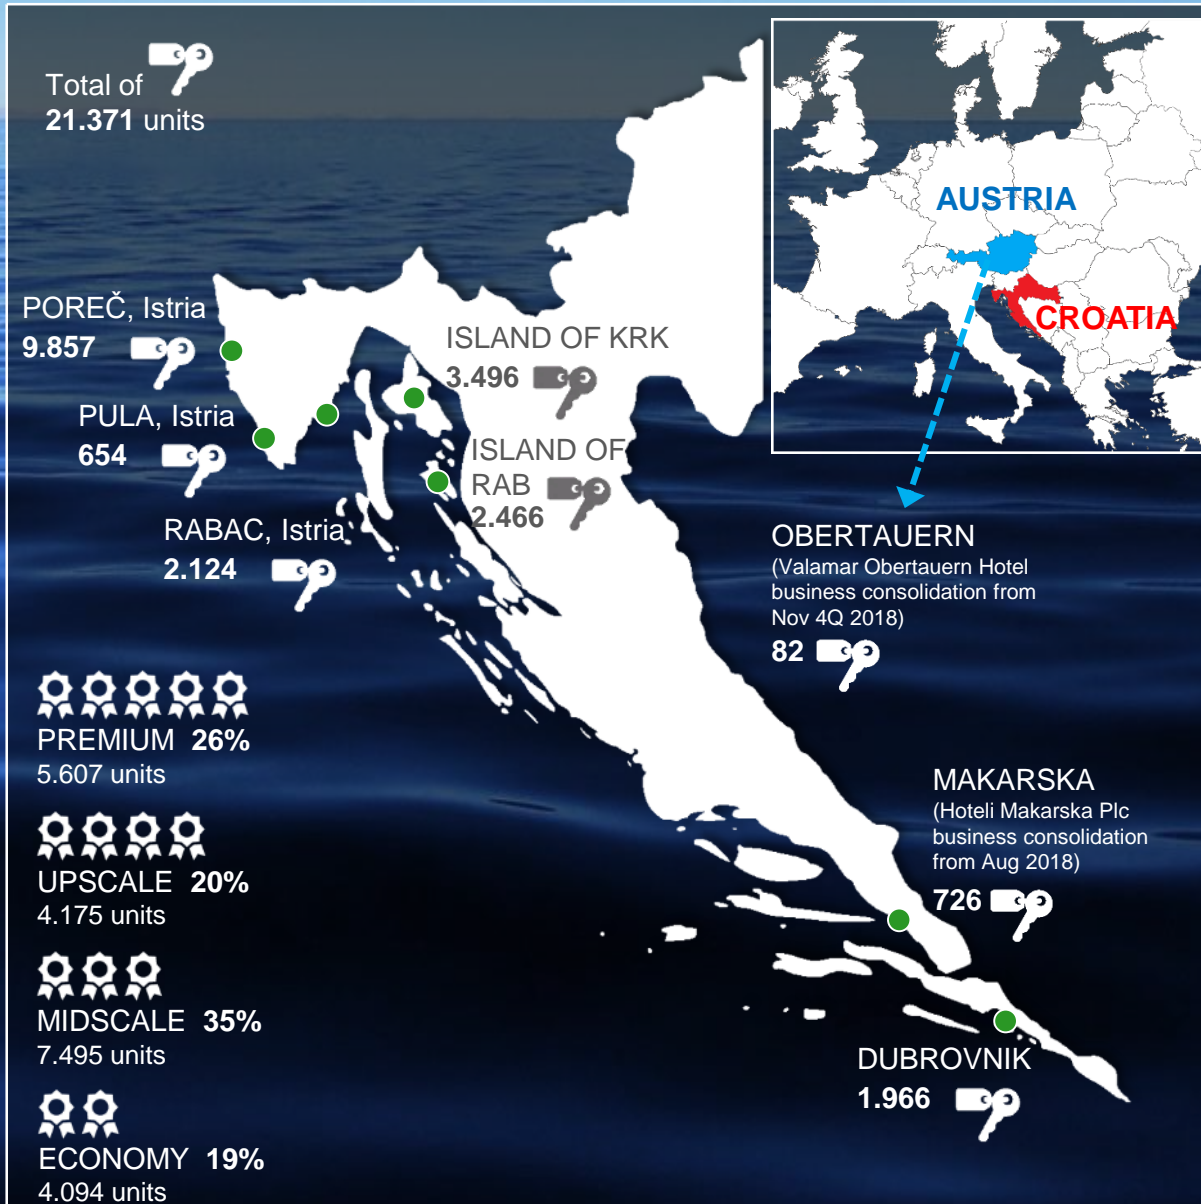 Total of
21.371 units
AUSTRIA
CROATIA
POREČ, Istria
9.857
ISLAND OF KRK
3.496
PULA, Istria
654
ISLAND OF
RAB
2.466
RABAC, Istria
2.124
OBERTAUERN
(Valamar Obertauern Hotel
business consolidation from
Nov 4Q 2018)
82
PREMIUM 26%
5.607 units
UPSCALE 20%
4.175 units
MIDSCALE 35%
7.495 units
ECONOMY 19%
4.094 units
MAKARSKA
(Hoteli Makarska Plc
business consolidation
from Aug 2018)
726
DUBROVNIK
1.966